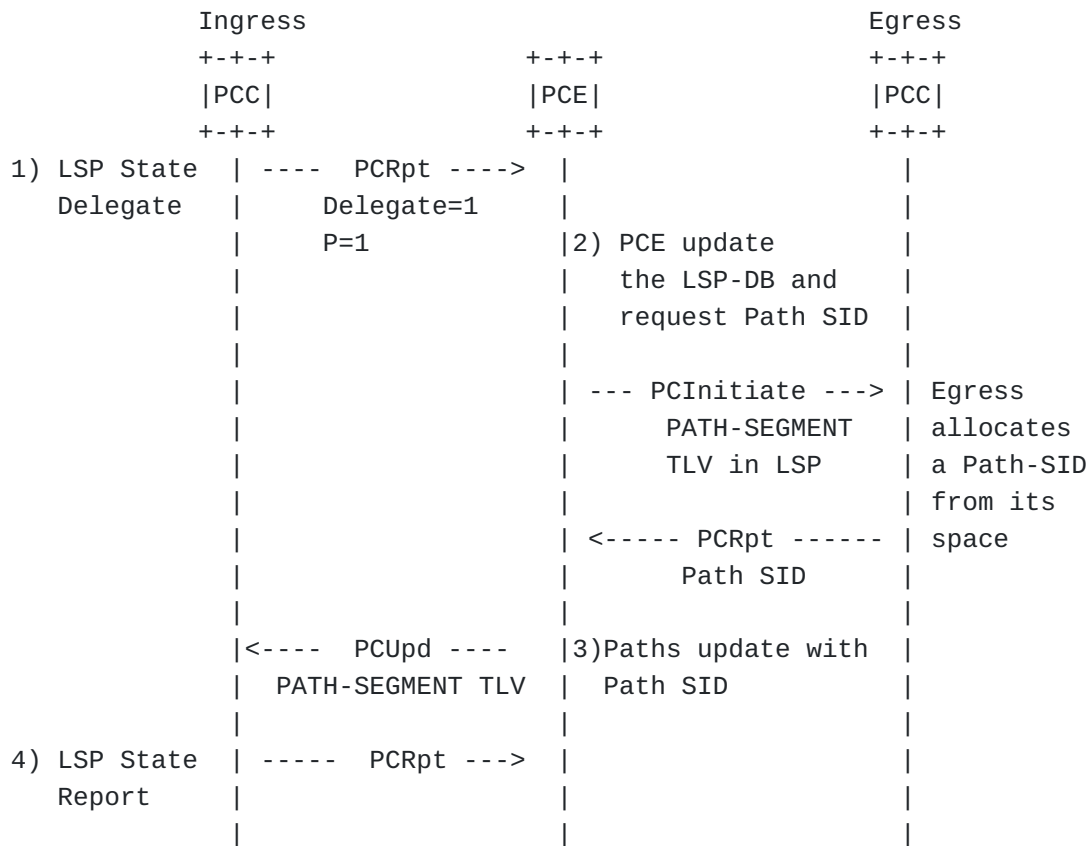 Ingress                                  Egress
            +-+-+                +-+-+               +-+-+
            |PCC|                |PCE|               |PCC|
            +-+-+                +-+-+               +-+-+
1) LSP State  | ----  PCRpt ---->  |                    |
   Delegate   |     Delegate=1     |                    |
              |     P=1            |2) PCE update       |
              |                    |   the LSP-DB and   |
              |                    |   request Path SID |
              |                    |                    |
              |                    | --- PCInitiate --->| Egress
              |                    |      PATH-SEGMENT  | allocates
              |                    |      TLV in LSP    | a Path-SID
              |                    |                    | from its
              |                    | <----- PCRpt ------| space
              |                    |       Path SID     |
              |                    |                    |
              |<----  PCUpd ----   |3)Paths update with |
              |  PATH-SEGMENT TLV  |  Path SID          |
              |                    |                    |
4) LSP State  | -----  PCRpt --->  |                    |
   Report     |                    |                    |
              |                    |                    |